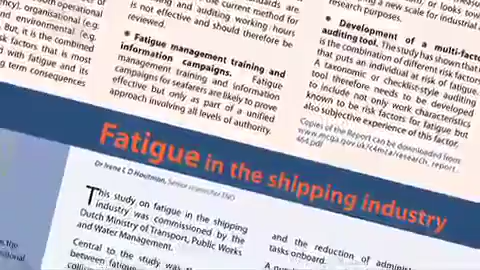 operational
ency), organisational (e.g.
and environmental (e.g.
But, it is the combined
risk factors that is most
with fatigue and its
term consequences
the current method for
and auditing working hours
is not effective and should therefore be
reviewed.
● Fatigue management training and
information campaigns. Fatigue
management training and information
campaigns for seafarers are likely to prove
effective but only as part of a unified
approach involving all levels of authority.
a new scale for industrial
research purposes.
● Development of a multi-factor
auditing tool. The study has shown that
is the combination of different risk factors
that puts an individual at risk of fatigue.
A taxonomic or checklist-style auditing
tool therefore needs to be developed
to include not only work characteristics
known to be risk factors for fatigue but
also subjective experience of this factor.
Copies of the Report can be downloaded from
www.mcga.gov.uk/c4mca/research_report_
464.pdf
Fatigue in the shipping industry
Dr Irene L D Houtman, Senior researcher TNO
This study on fatigue in the shipping
industry was commissioned by the
Dutch Ministry of Transport, Public Works
and Water Management.
Central to the study was the
between fatigue
and the reduction of
tasks onboard.